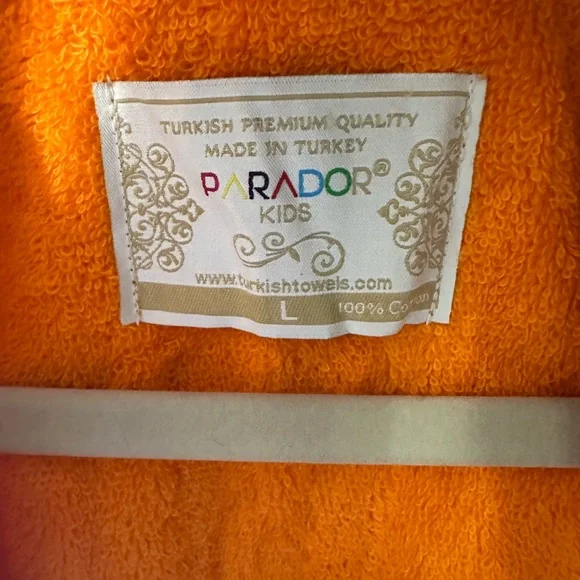 TURKISH PREMIUM QUALITY
MADE IN TURKEY
PARADOR®
KIDS
www.turkishtowels.com
L 100% Cotton